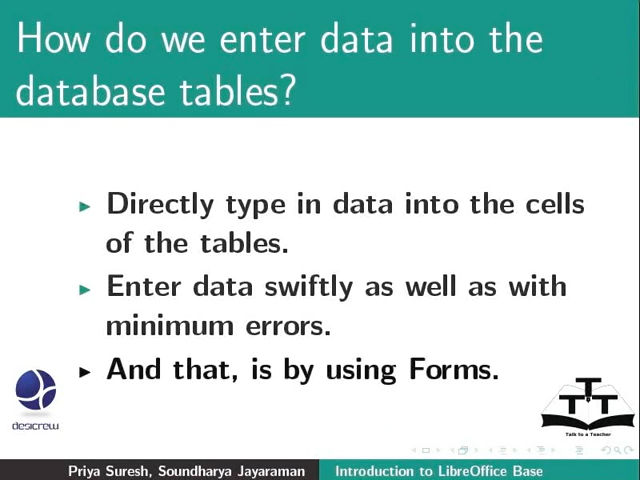 How do we enter data into the
database tables?
Directly type in data into the cells
of the tables.
Enter data swiftly as well as with
minimum errors.
And that, is by using Forms.
desicrew
TTT
Talk to a Teacher
Priya Suresh, Soundharya Jayaraman
Introduction to LibreOffice Base